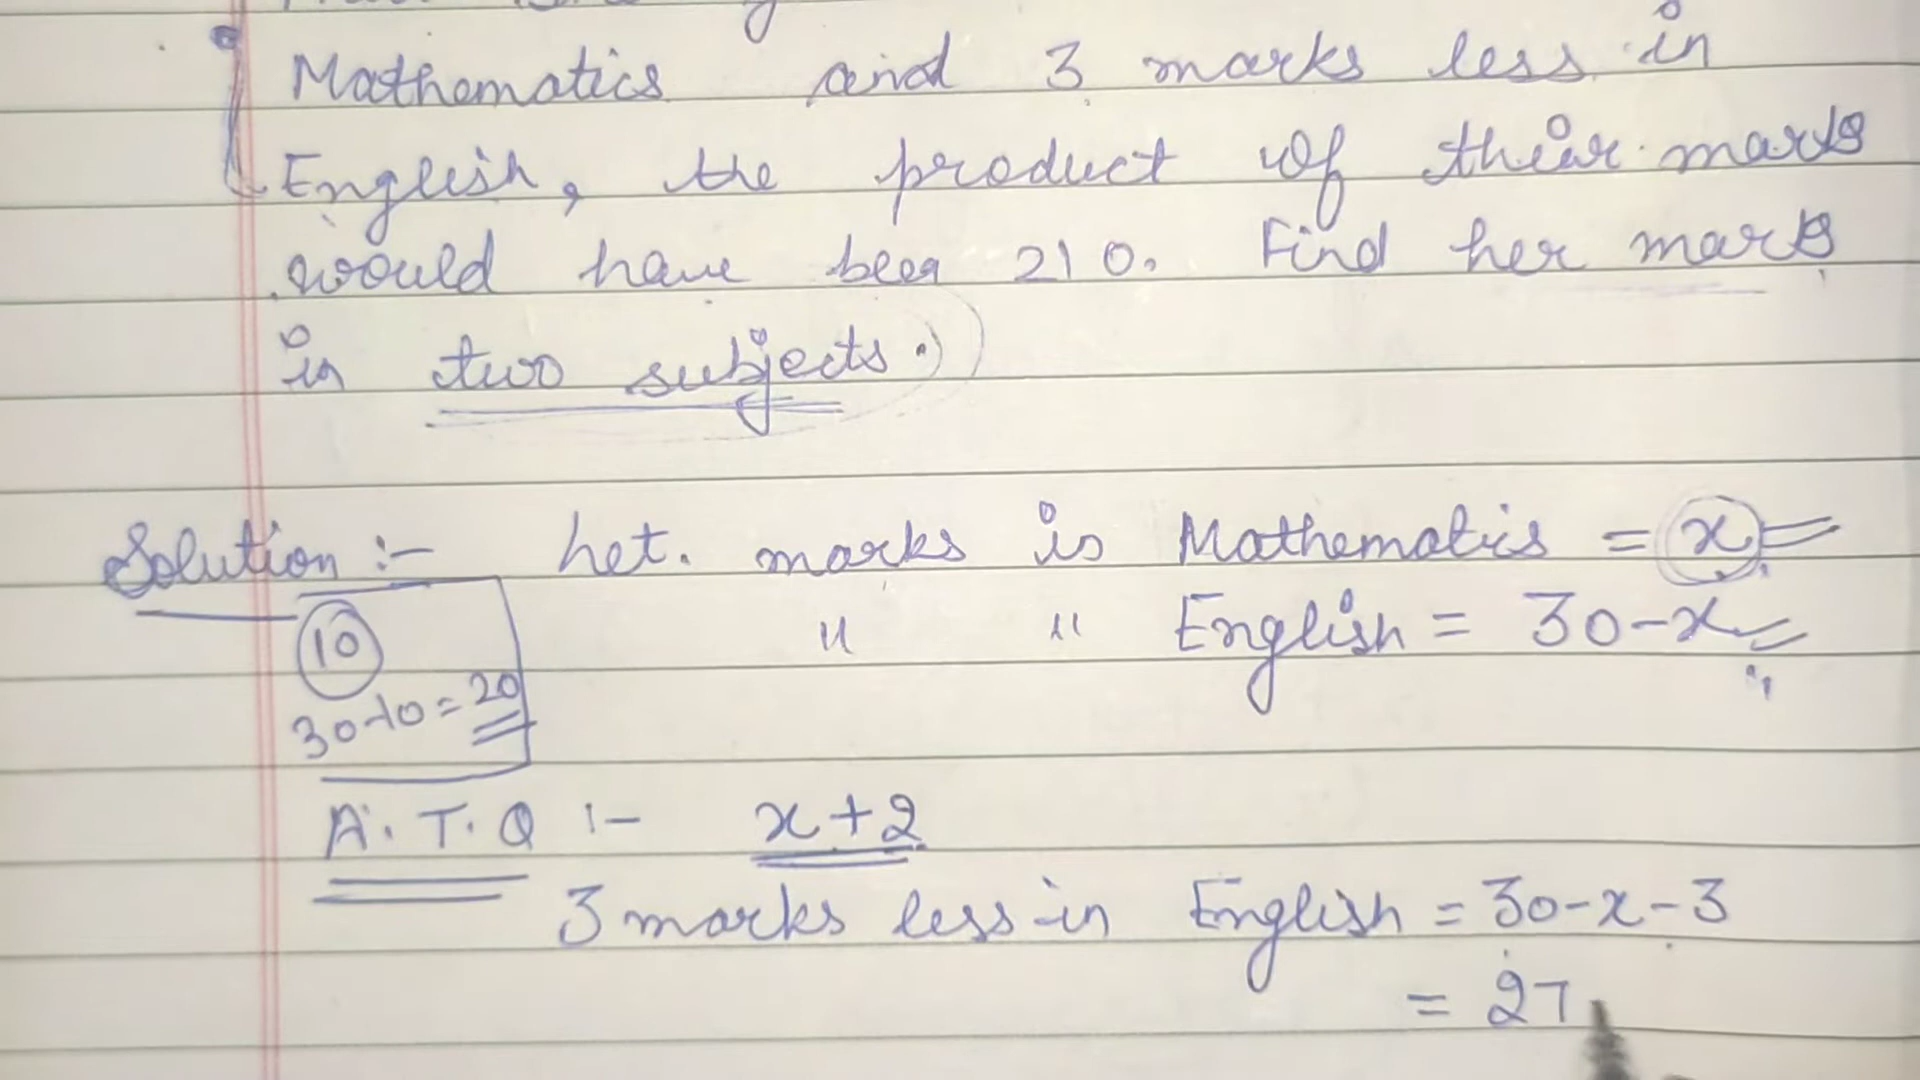 Mathematics and 3 marks less in
English, the product of their marks
would have been 210. Find her marks
in two subjects.)
Solution :- Let. marks is Mathematics = x =
10
" " English = 30-x
30-10=20
A.T.Q :- x+2
3 marks less in English = 30-x-3
= 27